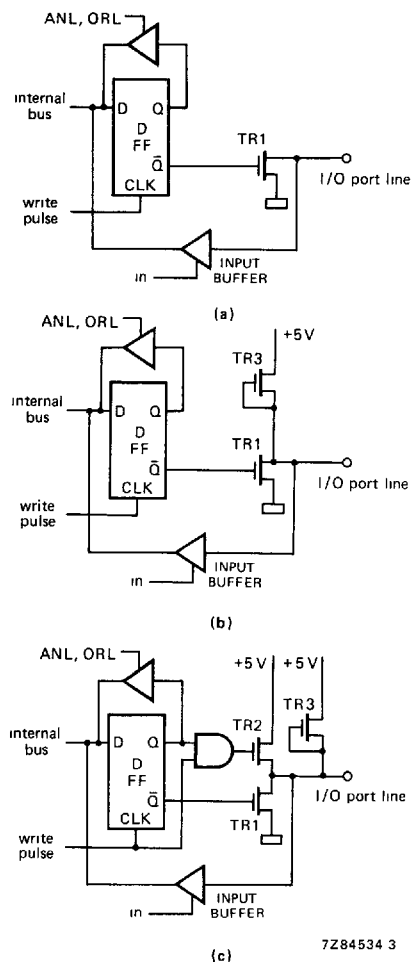 ANL, ORL
internal
bus
D
Q
D
FF
Q̄
CLK
write
pulse
TR1
I/O port line
INPUT
BUFFER
in
(a)
ANL, ORL
+5V
TR3
internal
bus
D
Q
D
FF
Q̄
CLK
TR1
I/O port line
write
pulse
INPUT
BUFFER
in
(b)
ANL, ORL
+5V +5V
TR3
TR2
internal
bus
D
Q
D
FF
Q̄
CLK
I/O port line
TR1
write
pulse
INPUT
BUFFER
in
(c)
7Z84534 3